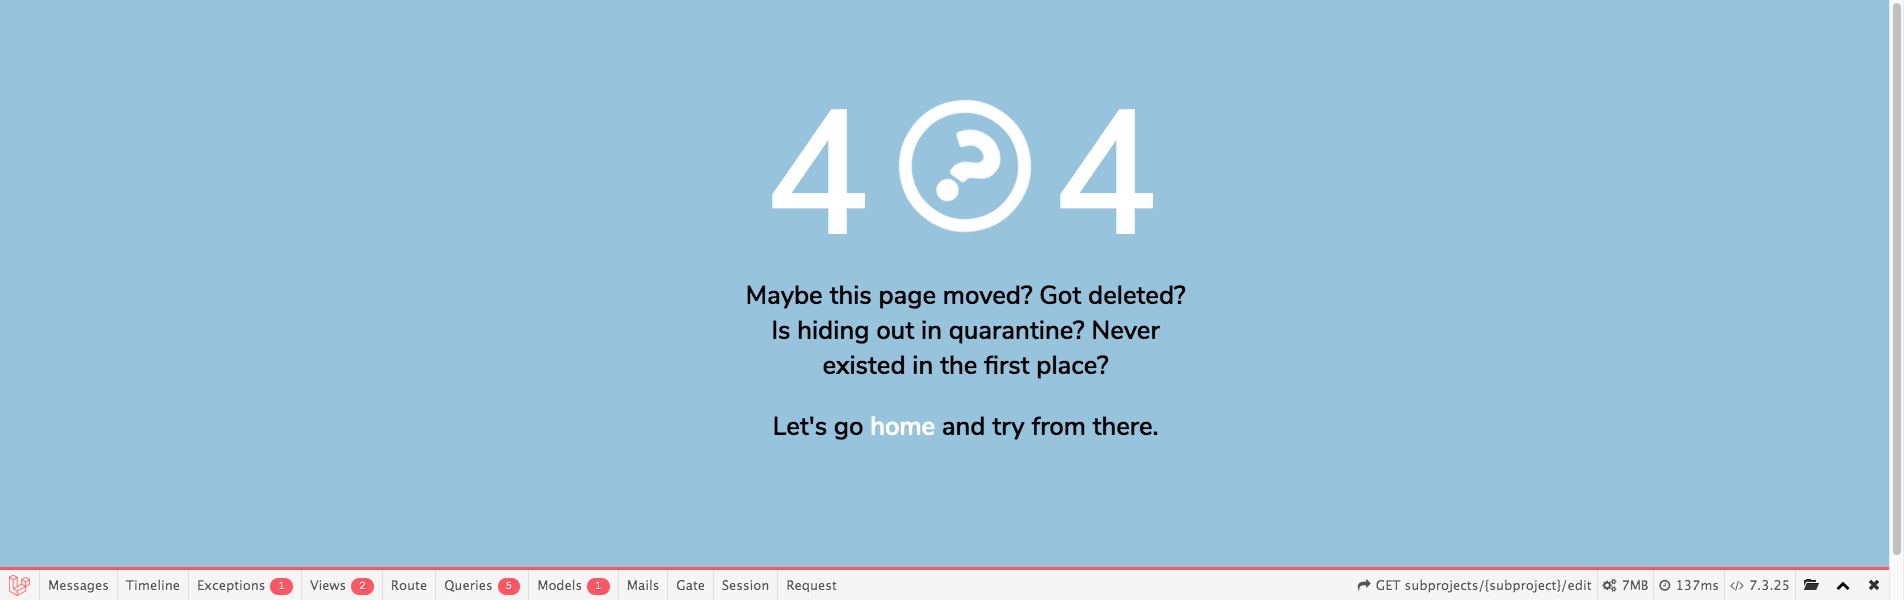 4 ? 4
Maybe this page moved? Got deleted?
Is hiding out in quarantine? Never
existed in the first place?
Let's go home and try from there.
Messages Timeline Exceptions 1 Views 2 Route Queries 5 Models 1 Mails Gate Session Request GET subprojects/{subproject}/edit 7MB 137ms </> 7.3.25